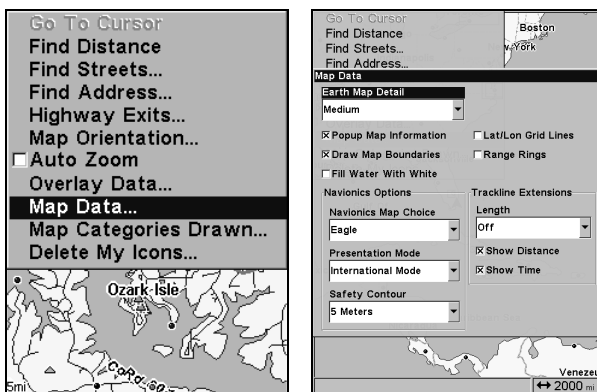 Go To Cursor
Find Distance
Find Streets...
Find Address...
Highway Exits...
Map Orientation...
Auto Zoom
Overlay Data...
Map Data...
Map Categories Drawn...
Delete My Icons...
Ozark Isle
CoRd. 60
5mi
Go To Cursor
Find Distance
Find Streets...
Find Address...
Boston
York
Map Data
Earth Map Detail
Medium
Popup Map Information
Lat/Lon Grid Lines
Draw Map Boundaries
Range Rings
Fill Water With White
Navionics Options
Navionics Map Choice
Eagle
Presentation Mode
International Mode
Safety Contour
5 Meters
Trackline Extensions
Length
Off
Show Distance
Show Time
Venezue
2000 mi